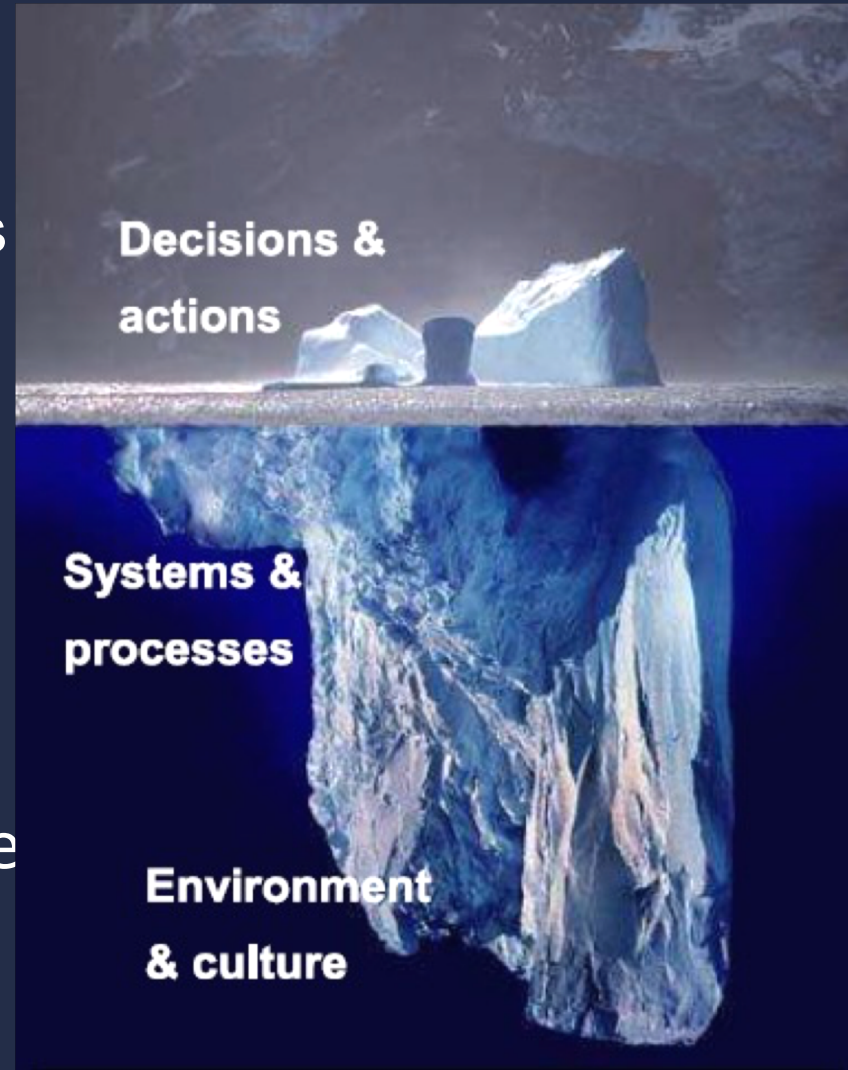 s
Decisions &
actions
Systems &
processes
e
Environment
& culture